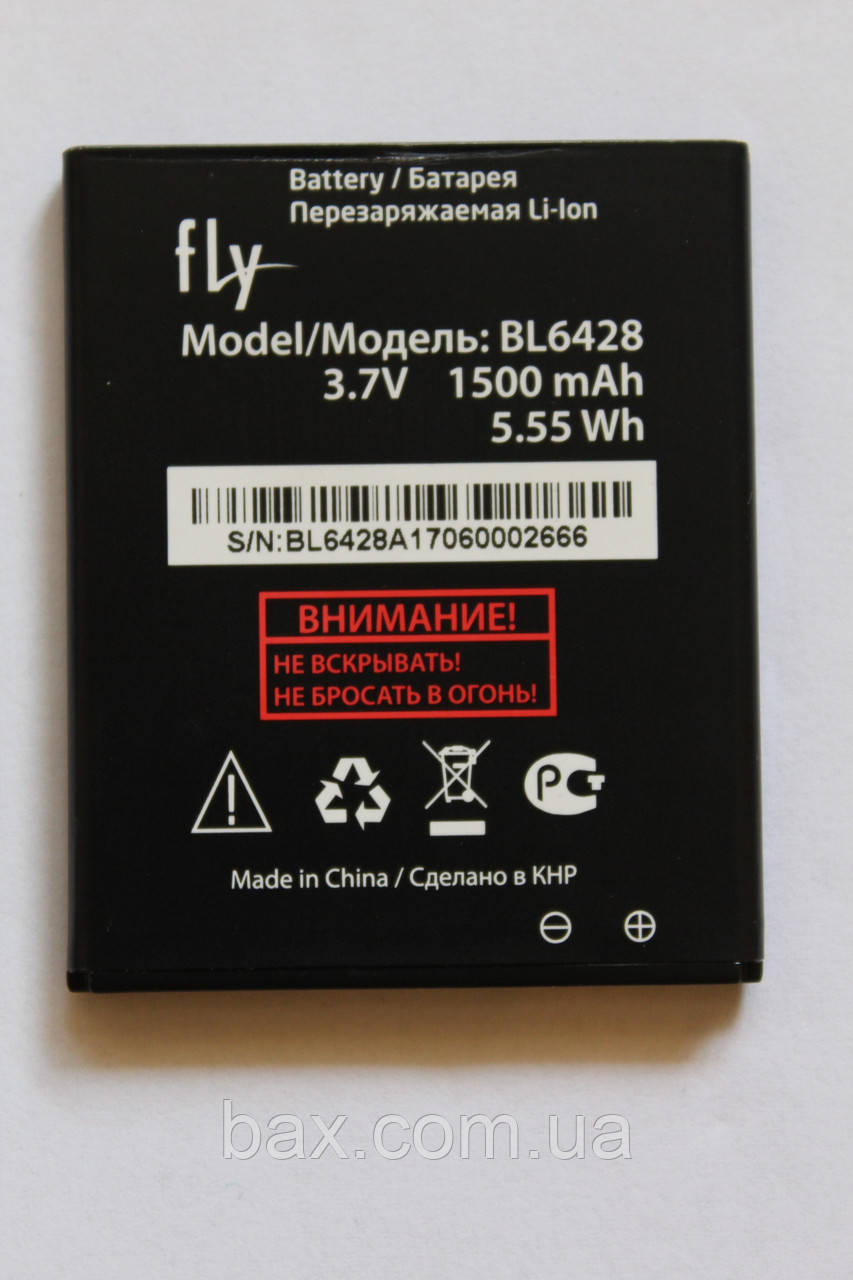 Battery / Батарея
Перезаряжаемая Li-Ion
fly
Model/Модель: BL6428
3.7V 1500 mAh
5.55 Wh
S/N:BL6428A17060002666
ВНИМАНИЕ!
НЕ ВСКРЫВАТЬ!
НЕ БРОСАТЬ В ОГОНЬ!
РСТ
Made in China / Сделано в КНР
bax.com.ua